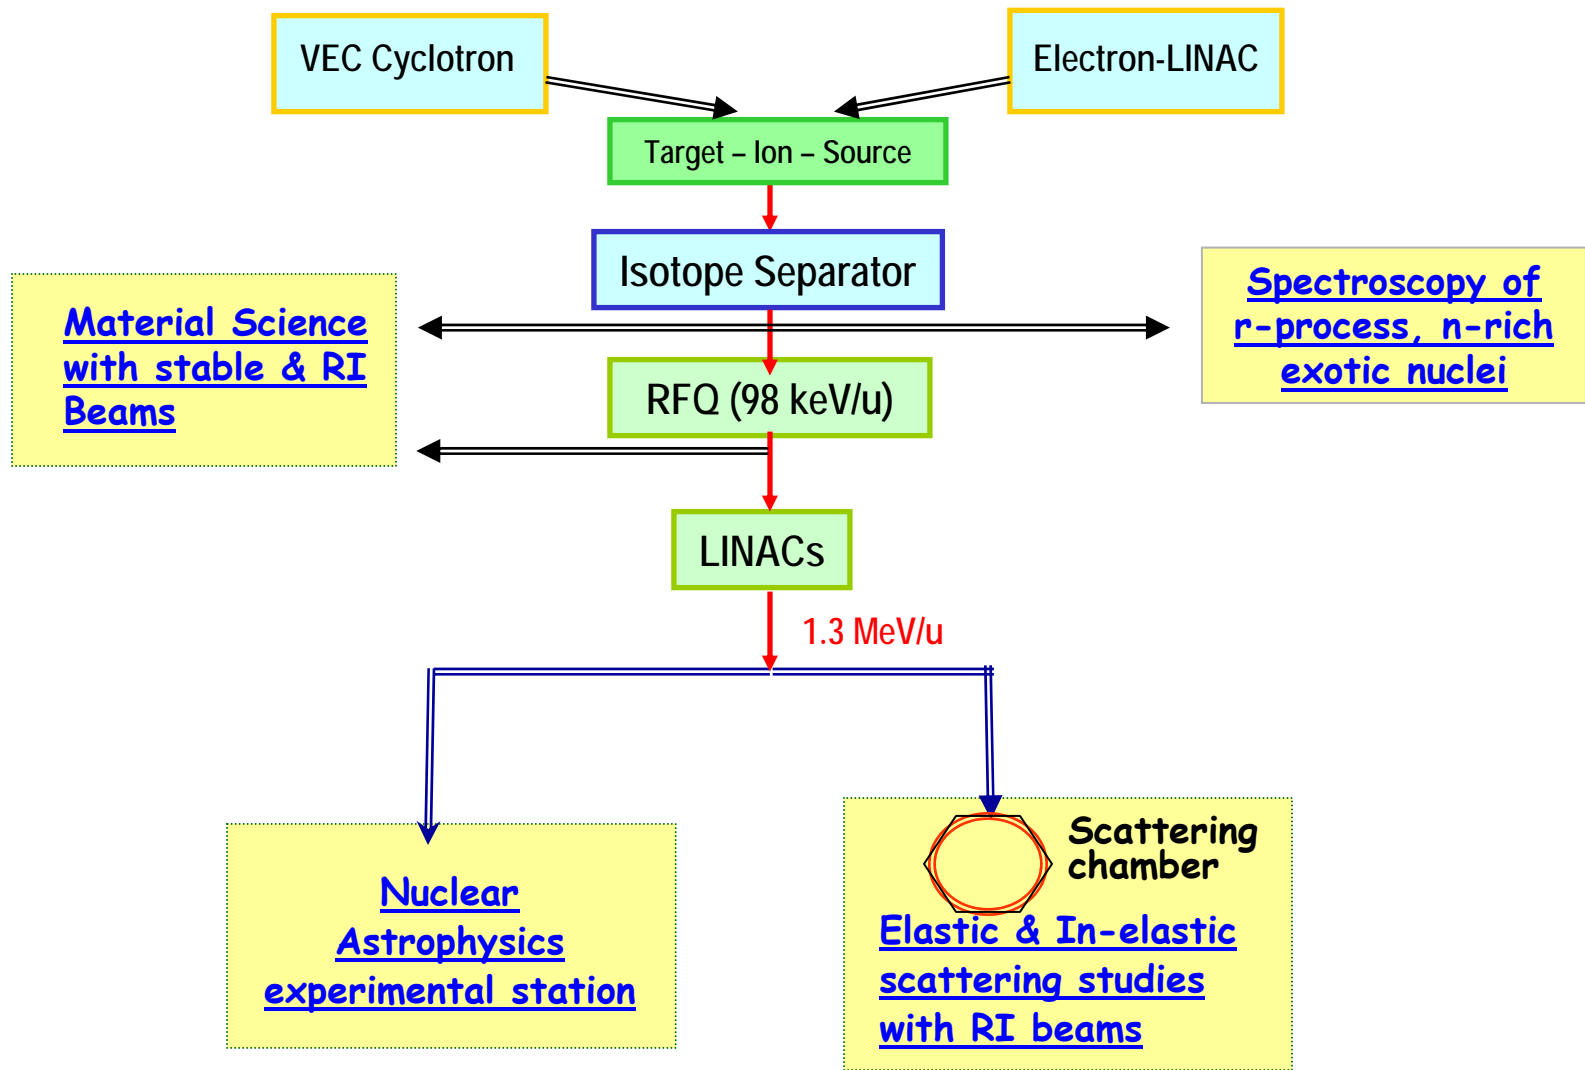 VEC Cyclotron
Electron-LINAC
Target – Ion – Source
Isotope Separator
Material Science
with stable & RI
Beams
Spectroscopy of
r-process, n-rich
exotic nuclei
RFQ (98 keV/u)
LINACs
1.3 MeV/u
Nuclear
Astrophysics
experimental station
Scattering
chamber
Elastic & In-elastic
scattering studies
with RI beams